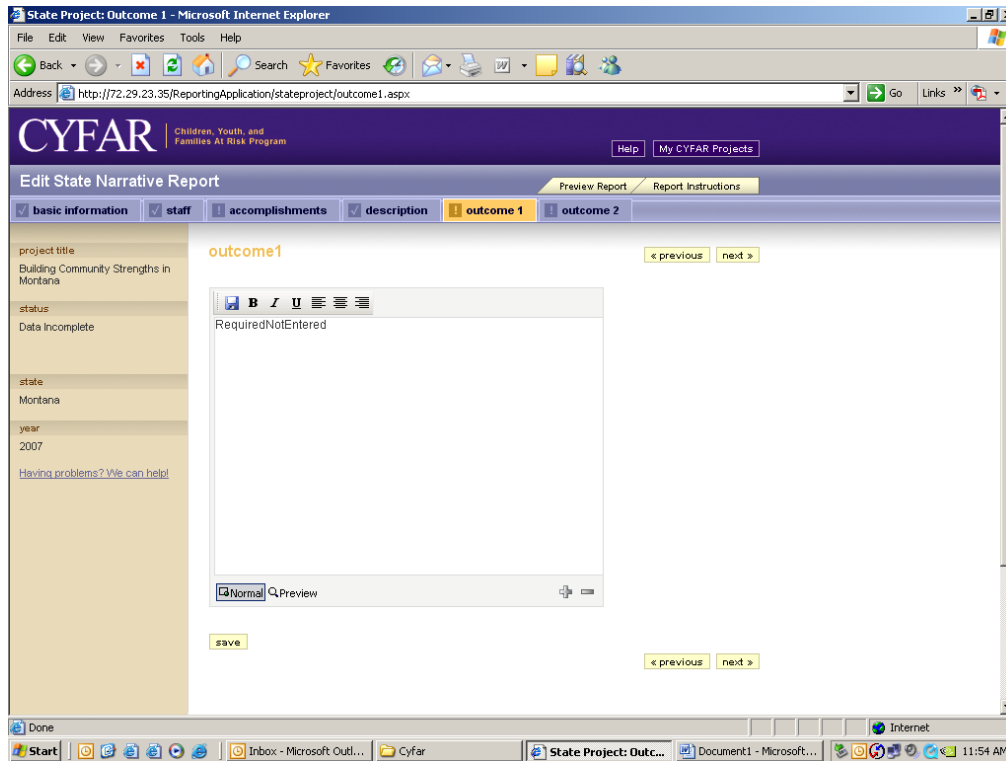 State Project: Outcome 1 - Microsoft Internet Explorer
File Edit View Favorites Tools Help
Back Search Favorites
Address http://72.29.23.35/ReportingApplication/stateproject/outcome1.aspx Go Links »
CYFAR Children, Youth, and
Families At Risk Program
Help My CYFAR Projects
Edit State Narrative Report
Preview Report Report Instructions
basic information staff ! accomplishments description ! outcome 1 ! outcome 2
project title
Building Community Strengths in
Montana
status
Data Incomplete
state
Montana
year
2007
Having problems? We can help!
outcome1
« previous next »
B I U
RequiredNotEntered
Normal Preview
save
« previous next »
Done Internet
Start Inbox - Microsoft Outl... Cyfar State Project: Outc... Document1 - Microsoft... 11:54 AM